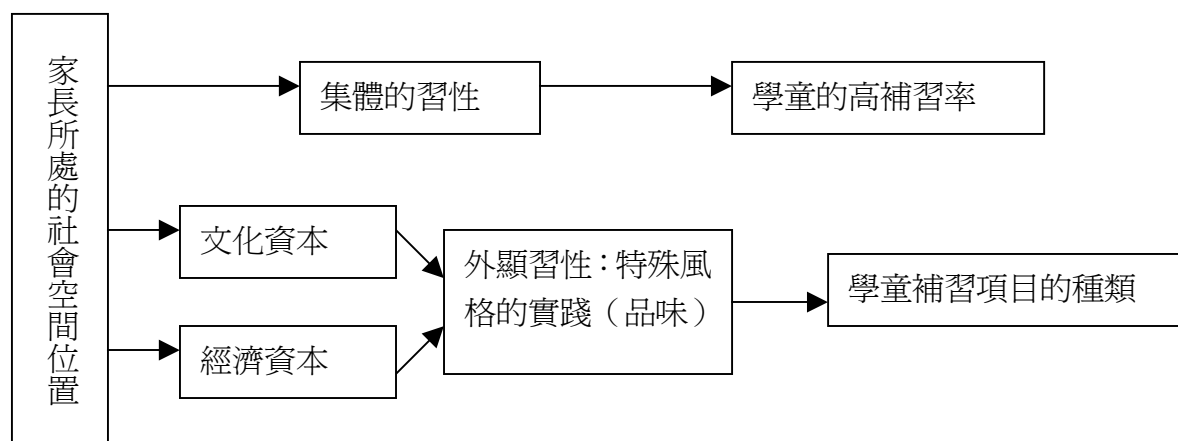 家長所處的社會空間位置
集體的習性
學童的高補習率
文化資本
外顯習性：特殊風
格的實踐（品味）
學童補習項目的種類
經濟資本